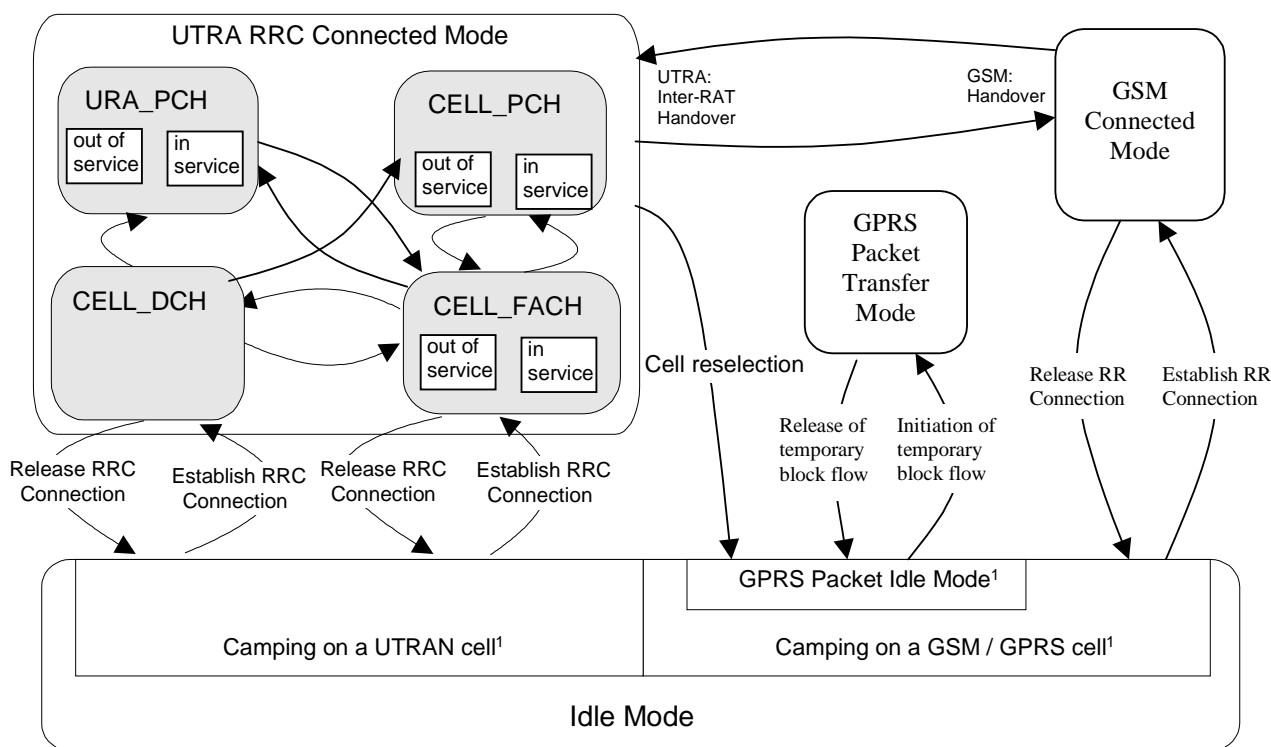 UTRA RRC Connected Mode
URA_PCH
out of
service
in
service
CELL_PCH
out of
service
in
service
CELL_DCH
CELL_FACH
out of
service
in
service
UTRA:
Inter-RAT
Handover
GSM:
Handover
GSM
Connected
Mode
GPRS
Packet
Transfer
Mode
Cell reselection
Release RRC
Connection
Establish RRC
Connection
Release RRC
Connection
Establish RRC
Connection
Release of
temporary
block flow
Initiation of
temporary
block flow
Release RR
Connection
Establish RR
Connection
GPRS Packet Idle Mode¹
Camping on a UTRAN cell¹
Camping on a GSM / GPRS cell¹
Idle Mode